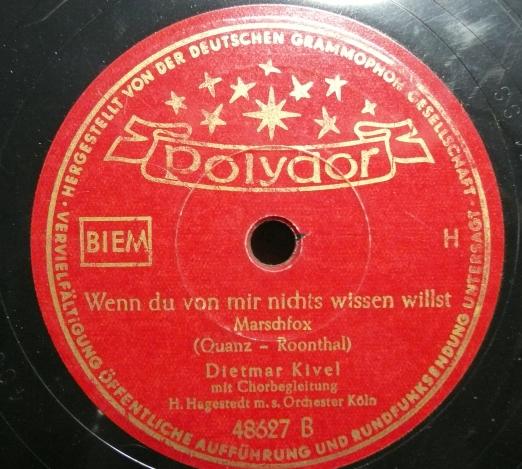 HERGESTELLT VON DER DEUTSCHEN GRAMMOPHON GESELLSCHAFT
Polydor
BIEM
H
Wenn du von mir nichts wissen willst
Marschfox
(Quanz - Roonthal)
Dietmar Kivel
mit Chorbegleitung
H. Hagestedt m. s. Orchester Köln
48627 B
VERVIELFÄLTIGUNG ÖFFENTLICHE AUFFÜHRUNG UND RUNDFUNKSENDUNG UNTERSAGT